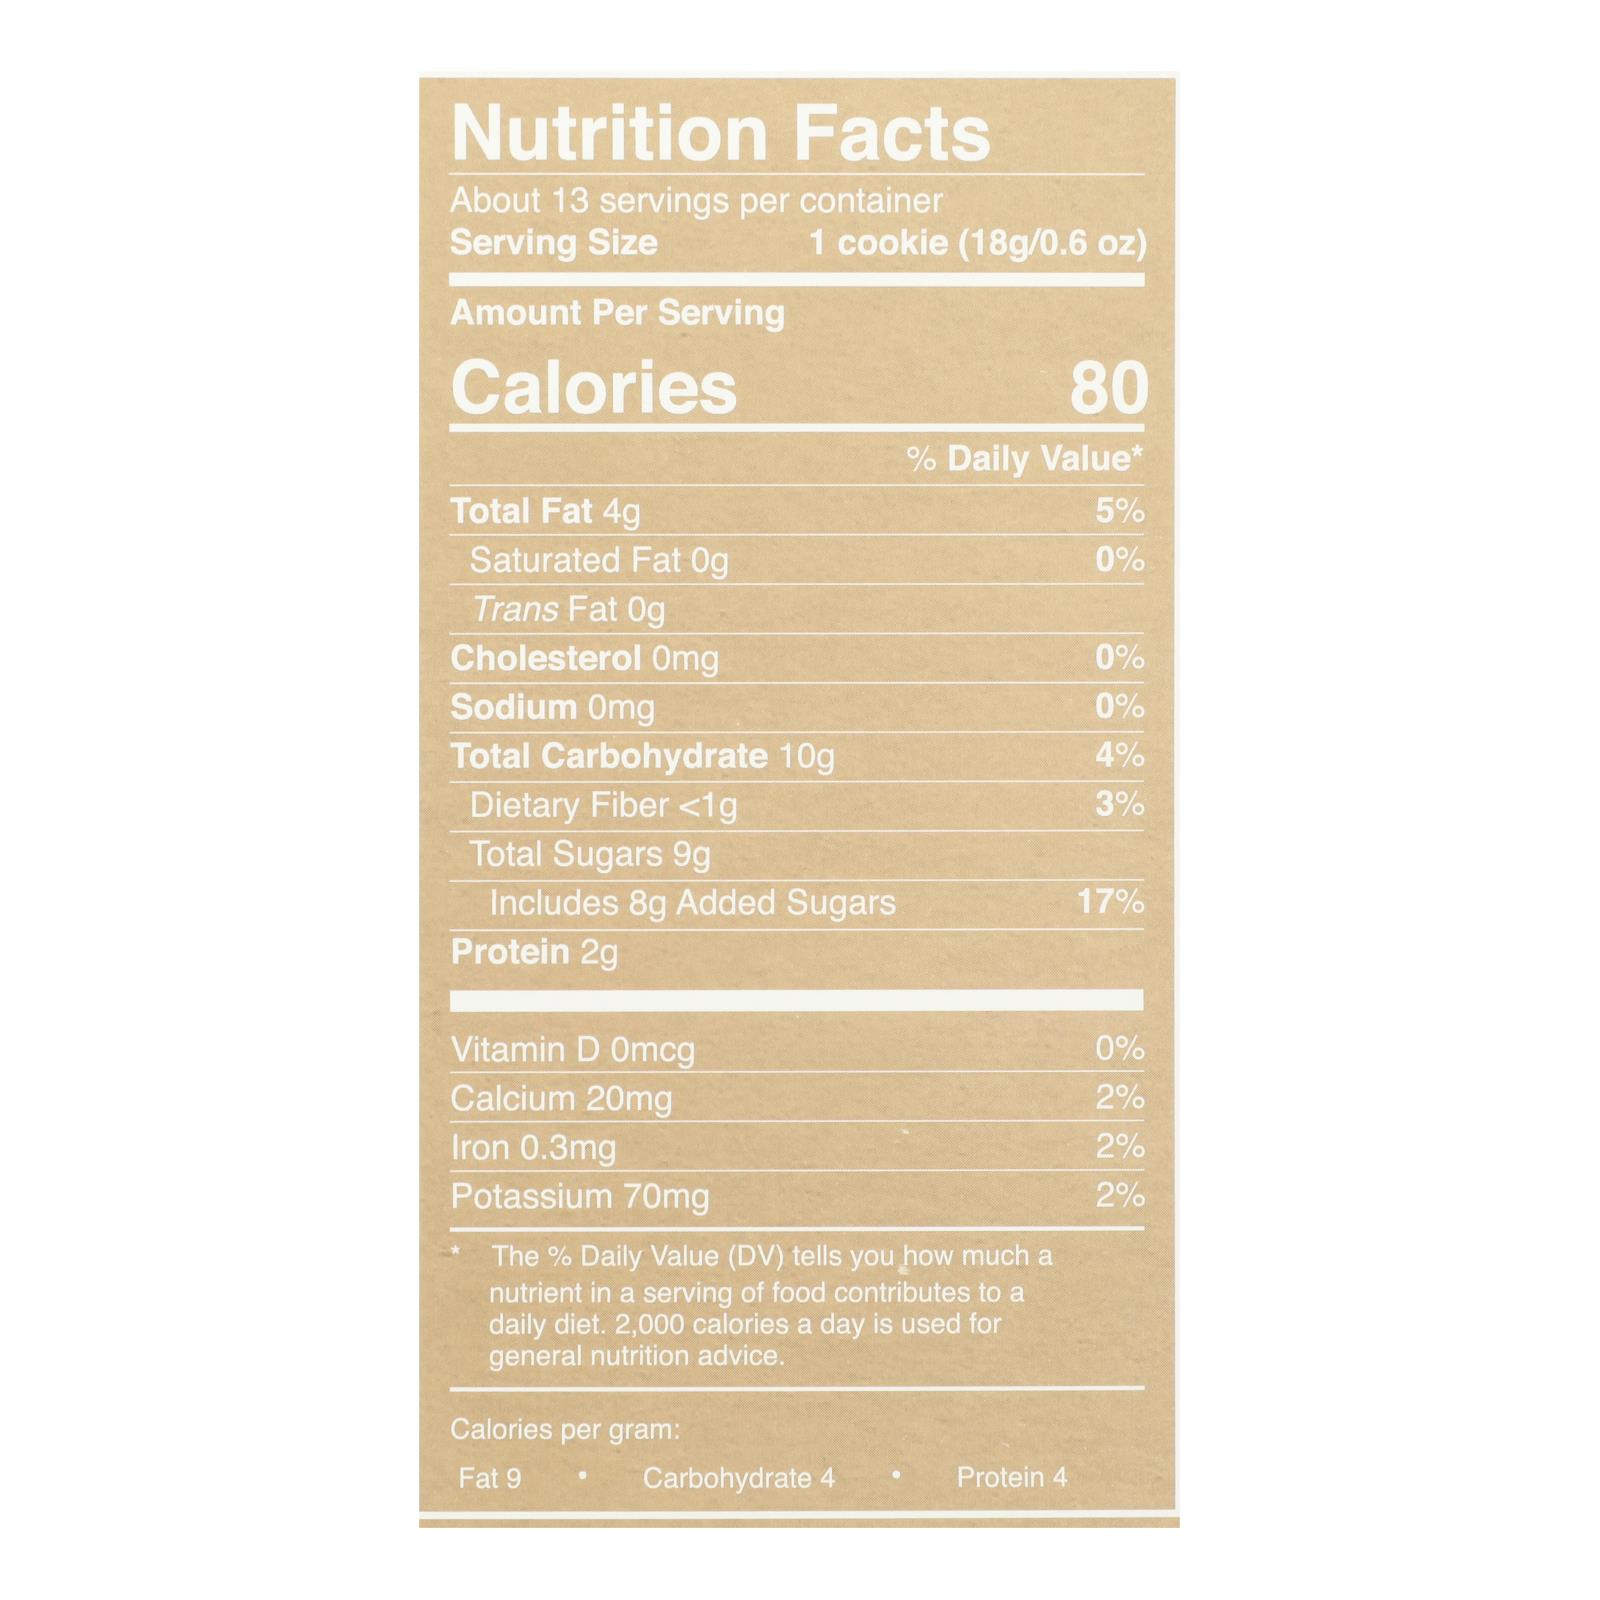 Nutrition Facts
About 13 servings per container
Serving Size 1 cookie (18g/0.6 oz)
Amount Per Serving
Calories 80
% Daily Value*
Total Fat 4g 5%
Saturated Fat 0g 0%
Trans Fat 0g
Cholesterol 0mg 0%
Sodium 0mg 0%
Total Carbohydrate 10g 4%
Dietary Fiber <1g 3%
Total Sugars 9g
Includes 8g Added Sugars 17%
Protein 2g
Vitamin D 0mcg 0%
Calcium 20mg 2%
Iron 0.3mg 2%
Potassium 70mg 2%
* The % Daily Value (DV) tells you how much a
nutrient in a serving of food contributes to a
daily diet. 2,000 calories a day is used for
general nutrition advice.
Calories per gram:
Fat 9 • Carbohydrate 4 • Protein 4